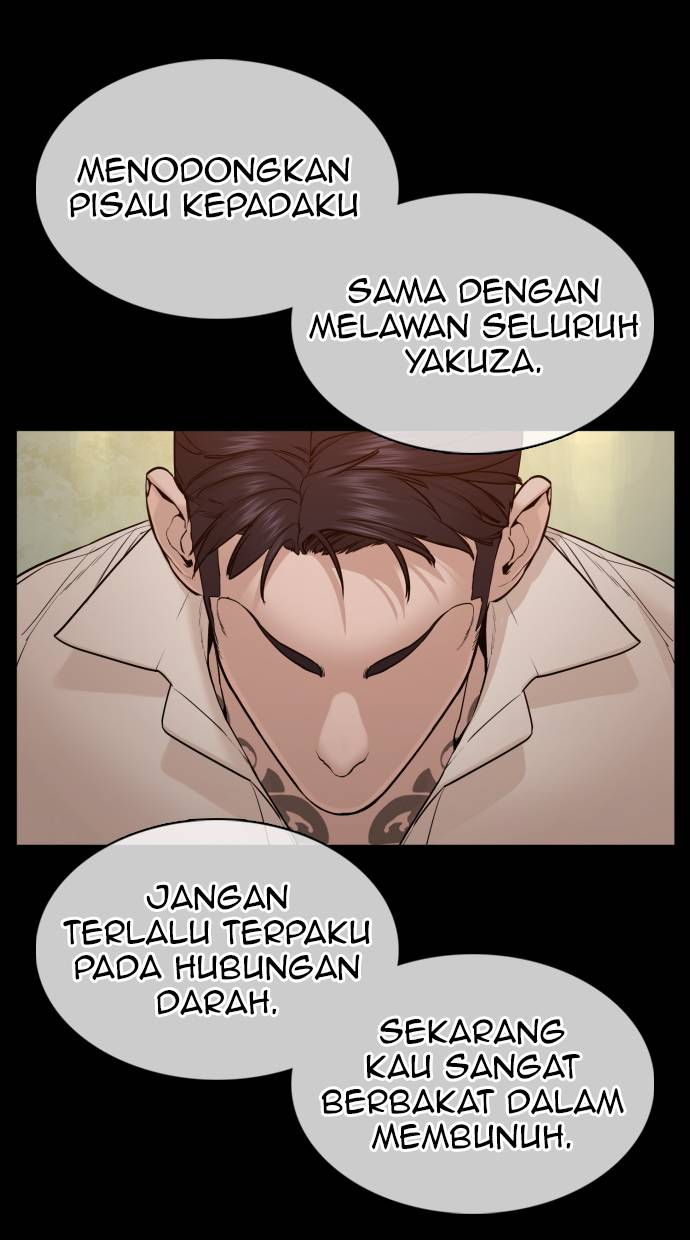 MENODONGKAN
PISAU KEPADAKU
SAMA DENGAN
MELAWAN SELURUH
YAKUZA.
JANGAN
TERLALU TERPAKU
PADA HUBUNGAN
DARAH.
SEKARANG
KAU SANGAT
BERBAKAT DALAM
MEMBUNUH.